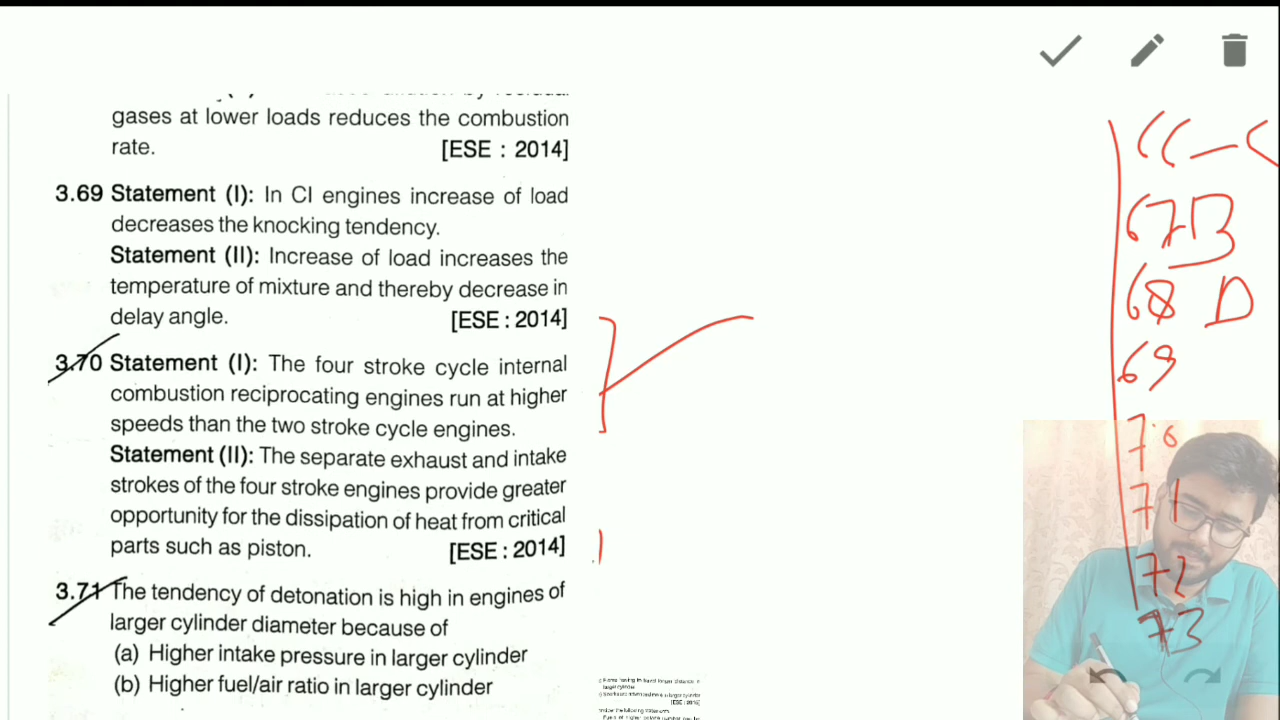 gases at lower loads reduces the combustion
rate. [ESE : 2014]
3.69 Statement (I): In CI engines increase of load
decreases the knocking tendency.
Statement (II): Increase of load increases the
temperature of mixture and thereby decrease in
delay angle. [ESE : 2014]
3.70 Statement (I): The four stroke cycle internal
combustion reciprocating engines run at higher
speeds than the two stroke cycle engines.
Statement (II): The separate exhaust and intake
strokes of the four stroke engines provide greater
opportunity for the dissipation of heat from critical
parts such as piston. [ESE : 2014]
3.71 The tendency of detonation is high in engines of
larger cylinder diameter because of
(a) Higher intake pressure in larger cylinder
(b) Higher fuel/air ratio in larger cylinder
67 B
68 D
69
70
71
72
73